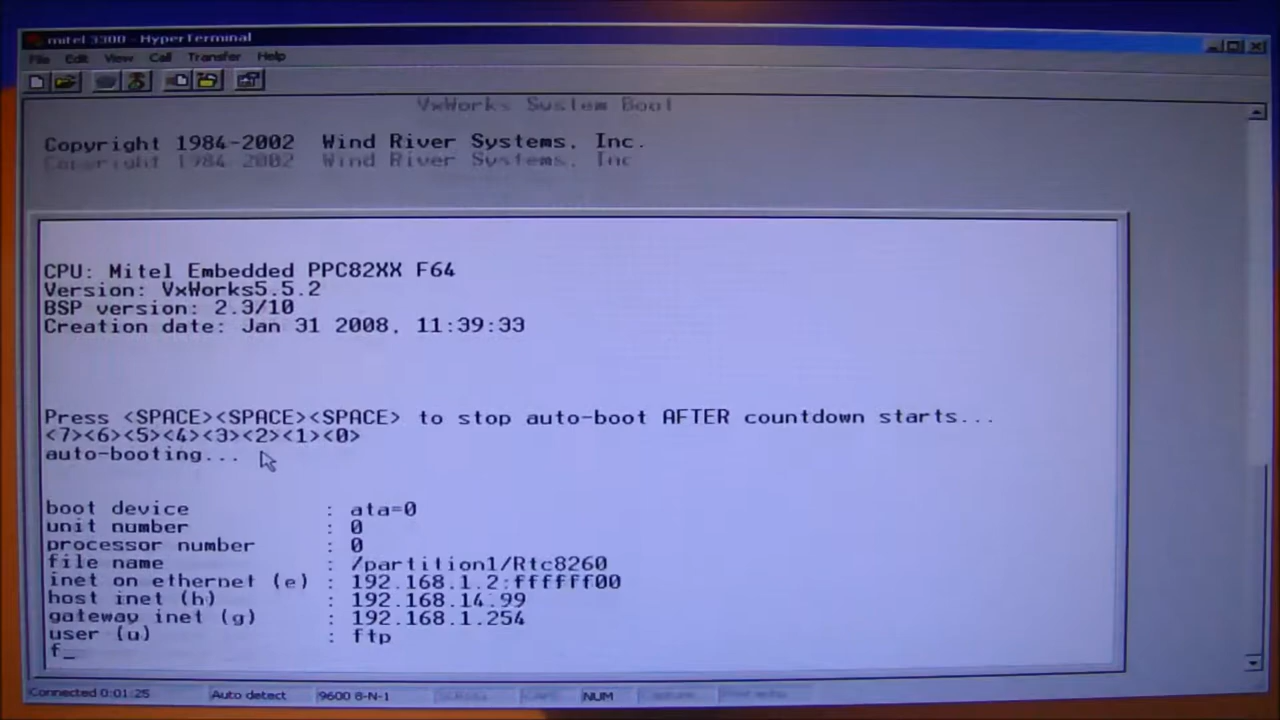 mitel 3300 - HyperTerminal
File Edit View Call Transfer Help
VxWorks System Boot
Copyright 1984-2002 Wind River Systems, Inc.
Copyright 1984-2002 Wind River Systems, Inc
CPU: Mitel Embedded PPC82XX F64
Version: VxWorks5.5.2
BSP version: 2.3/10
Creation date: Jan 31 2008, 11:39:33
Press <SPACE><SPACE><SPACE> to stop auto-boot AFTER countdown starts...
<7><6><5><4><3><2><1><0>
auto-booting...
boot device : ata=0
unit number : 0
processor number : 0
file name : /partition1/Rtc8260
inet on ethernet (e) : 192.168.1.2:ffffff00
host inet (h) : 192.168.14.99
gateway inet (g) : 192.168.1.254
user (u) : ftp
f_
Connected 0:01:25 Auto detect 9600 8-N-1 SCROLL CAPS NUM Capture Print echo